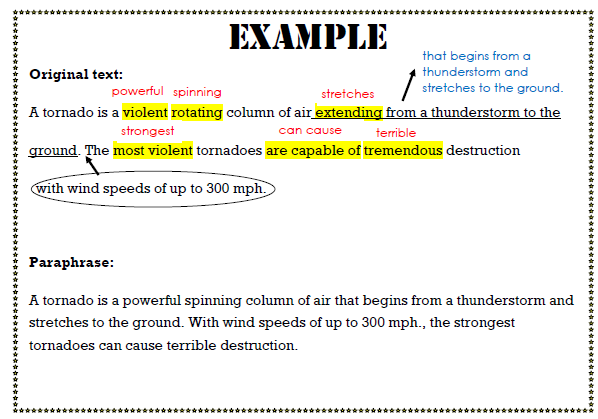 EXAMPLE
that begins from a
thunderstorm and
stretches to the ground.
Original text:
powerful spinning stretches
A tornado is a violent rotating column of air extending from a thunderstorm to the
strongest can cause terrible
ground. The most violent tornadoes are capable of tremendous destruction
with wind speeds of up to 300 mph.
Paraphrase:
A tornado is a powerful spinning column of air that begins from a thunderstorm and
stretches to the ground. With wind speeds of up to 300 mph., the strongest
tornadoes can cause terrible destruction.